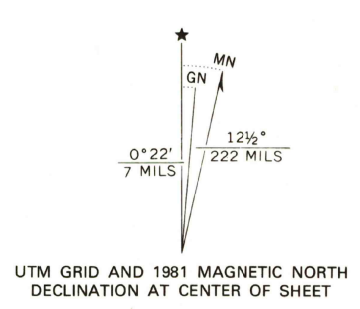 ★
MN
GN
0°22'
7 MILS
12½°
222 MILS
UTM GRID AND 1981 MAGNETIC NORTH
DECLINATION AT CENTER OF SHEET